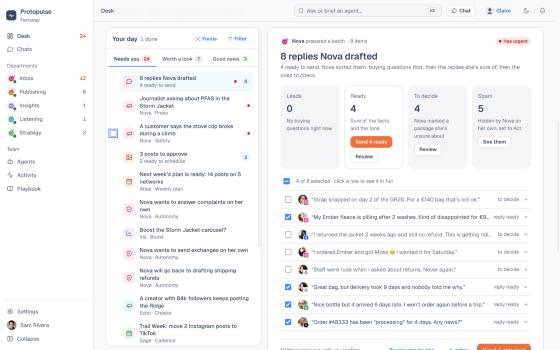 Protopulse
Fernway
Desk 24
Chats
Departments
Inbox 12
Publishing 8
Insights 1
Listening 1
Strategy 2
Team
Agents
Activity
Playbook
Settings
Sam Rivera
Collapse
Desk
Ask or brief an agent...
Chat
Claire
Your day 1 done
Focus
Filter
Needs you 24
Worth a look 7
Good news 5
8 replies Nova drafted
4 ready to send
8
Journalist asking about PFAS in the
Storm Jacket
Nova · Press
A customer says the stove clip broke
during a climb
Nova · Safety
3 posts to approve
2 ready to schedule
3
Next week's plan is ready: 14 posts on 5
networks
Atlas · Weekly plan
Nova wants to answer complaints on her
own
Nova · Autonomy
Boost the Storm Jacket carousel?
Iris · Boost
Nova wants to send exchanges on her own
Nova · Autonomy
Nova will go back to drafting shipping
refunds
Nova · Autonomy
A creator with 84k followers keeps posting
the Ridge
Echo · Creator
Trail Week: move 2 Instagram posts to
TikTok
Sage · Cadence
Nova prepared a batch · 8 items
Has urgent
8 replies Nova drafted
4 ready to send. Nova sorted them: buying questions first, then the replies she's sure of, then the
ones to check.
Leads
0
No buying
questions right now
Ready
4
Sure of the facts
and the tone
Send 4 ready
Review
To decide
4
Nova marked a
passage she's
unsure about
Review
Spam
5
Hidden by Nova on
her own, set to Act
See them
4 of 8 selected · click a row to see it in full
"Strap snapped on day 2 of the GR20. For a €140 bag that's not ok." to decide
"My Ember fleece is pilling after 2 washes. Kind of disappointed for €9... reply ready
"I returned the jacket 2 weeks ago and still no refund. This is getting ridi... to decide
"I ordered Ember and got Moss 😅 I wanted it for Saturday." to decide
"Staff were rude when I asked about returns. Never again." to decide
"Great bag, but delivery took 9 days and nobody told me why." reply ready
"Nice bottle but it arrived 6 days late. I won't order again before a trip." reply ready
"Order #48333 has been "processing" for 4 days. Any news?" reply ready